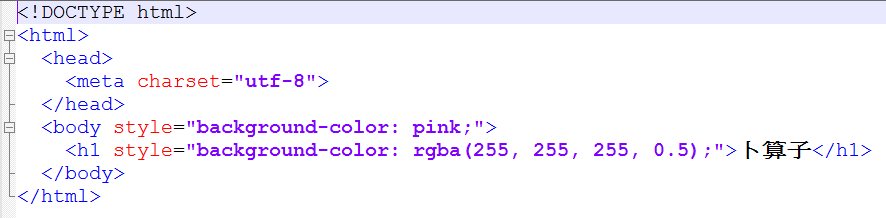 <!DOCTYPE html>
<html>
<head>
<meta charset="utf-8">
</head>
<body style="background-color: pink;">
<h1 style="background-color: rgba(255, 255, 255, 0.5);">卜算子</h1>
</body>
</html>